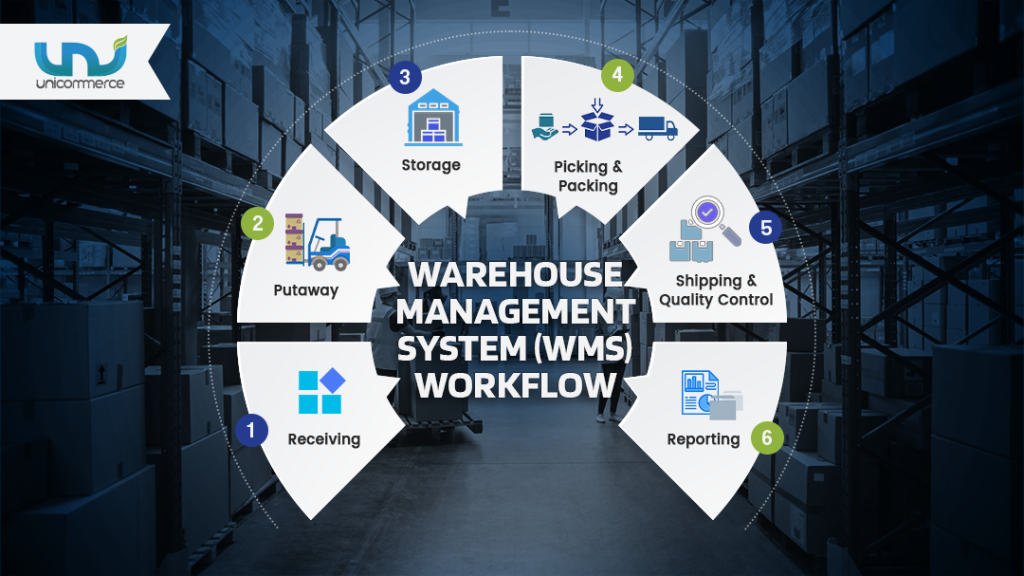 unicommerce
WAREHOUSE
MANAGEMENT
SYSTEM (WMS)
WORKFLOW
1
Receiving
2
Putaway
3
Storage
4
Picking &
Packing
5
Shipping &
Quality Control
6
Reporting